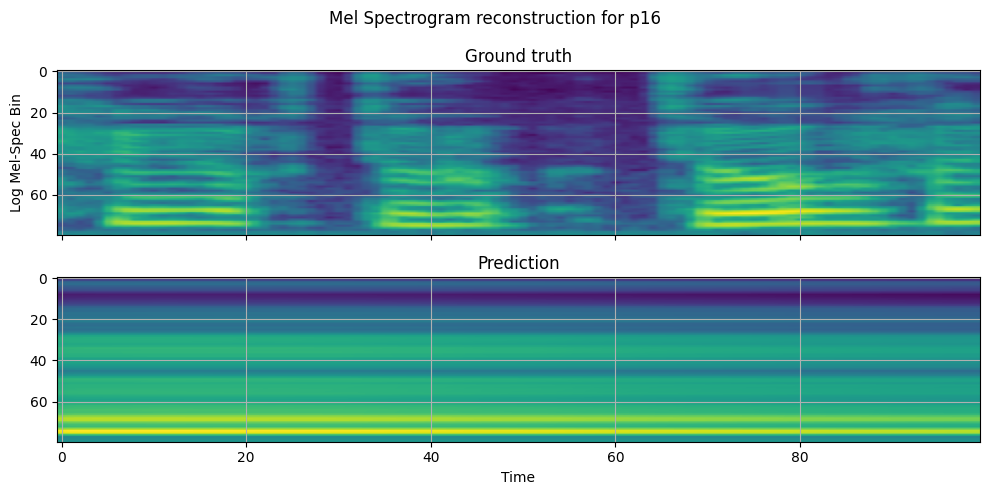 Mel Spectrogram reconstruction for p16
Ground truth
0
20
40
60
Log Mel-Spec Bin
Prediction
0
20
40
60
0 20 40 60 80
Time